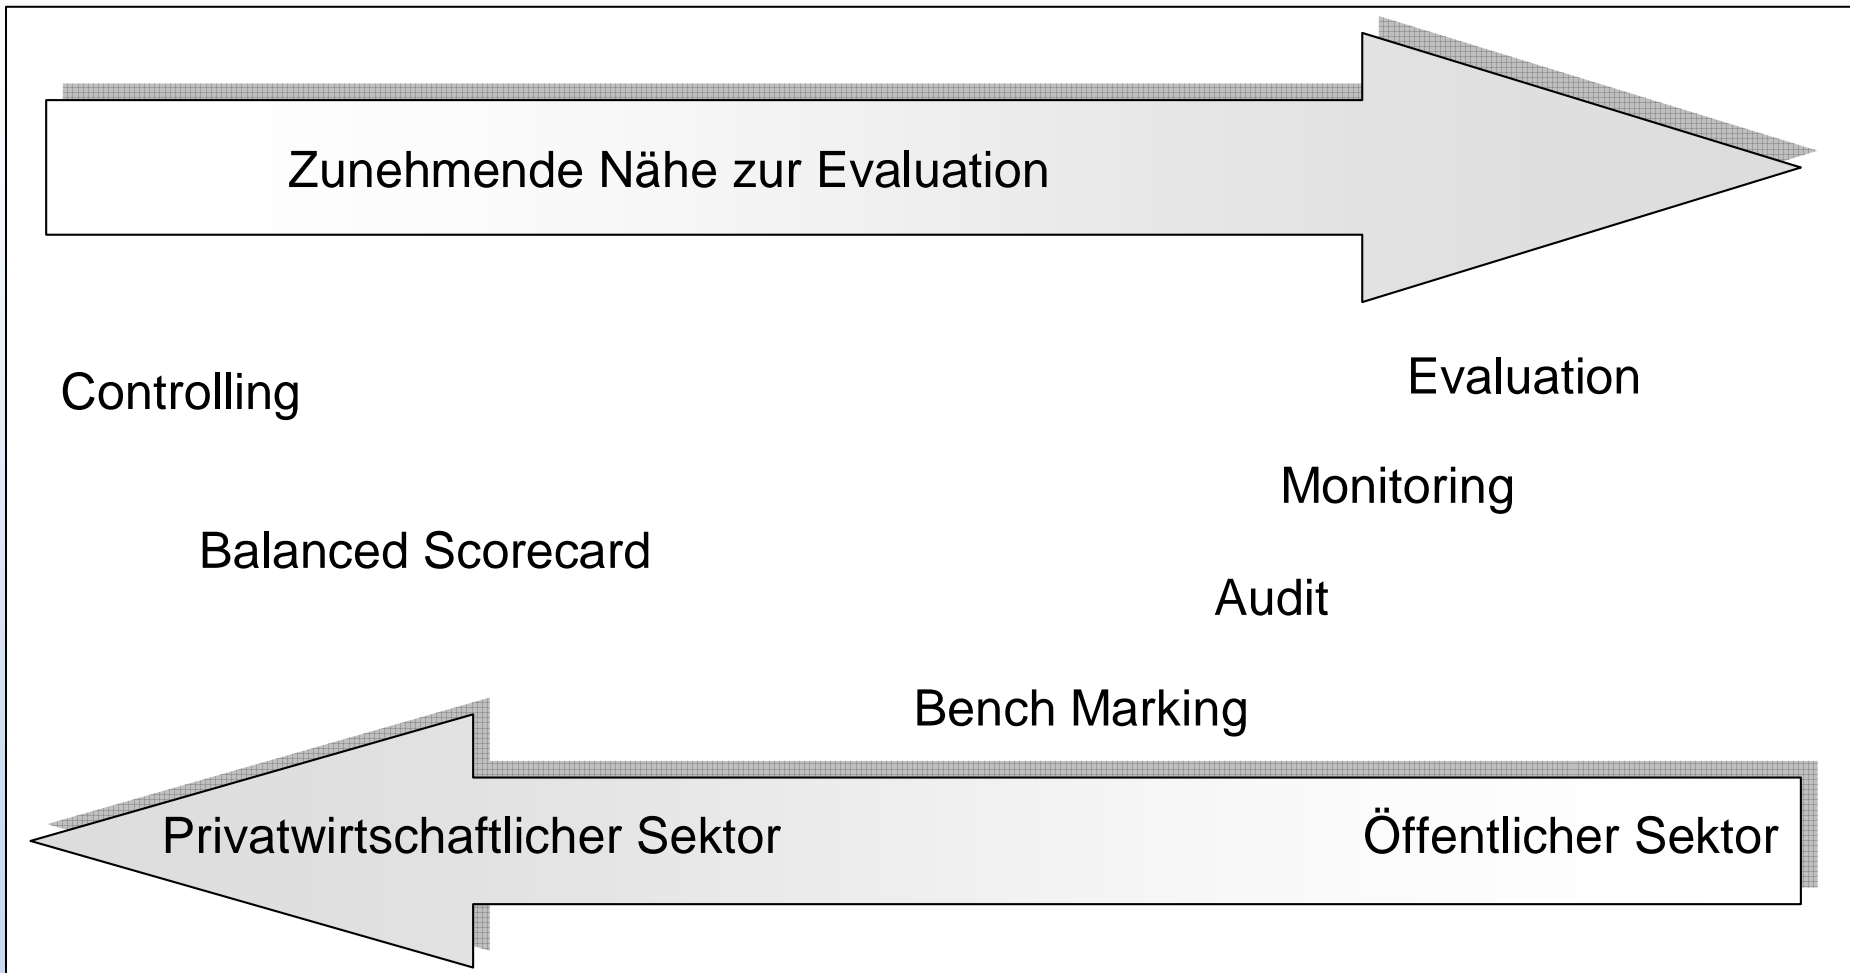 Zunehmende Nähe zur Evaluation
Controlling
Evaluation
Monitoring
Balanced Scorecard
Audit
Bench Marking
Privatwirtschaftlicher Sektor
Öffentlicher Sektor